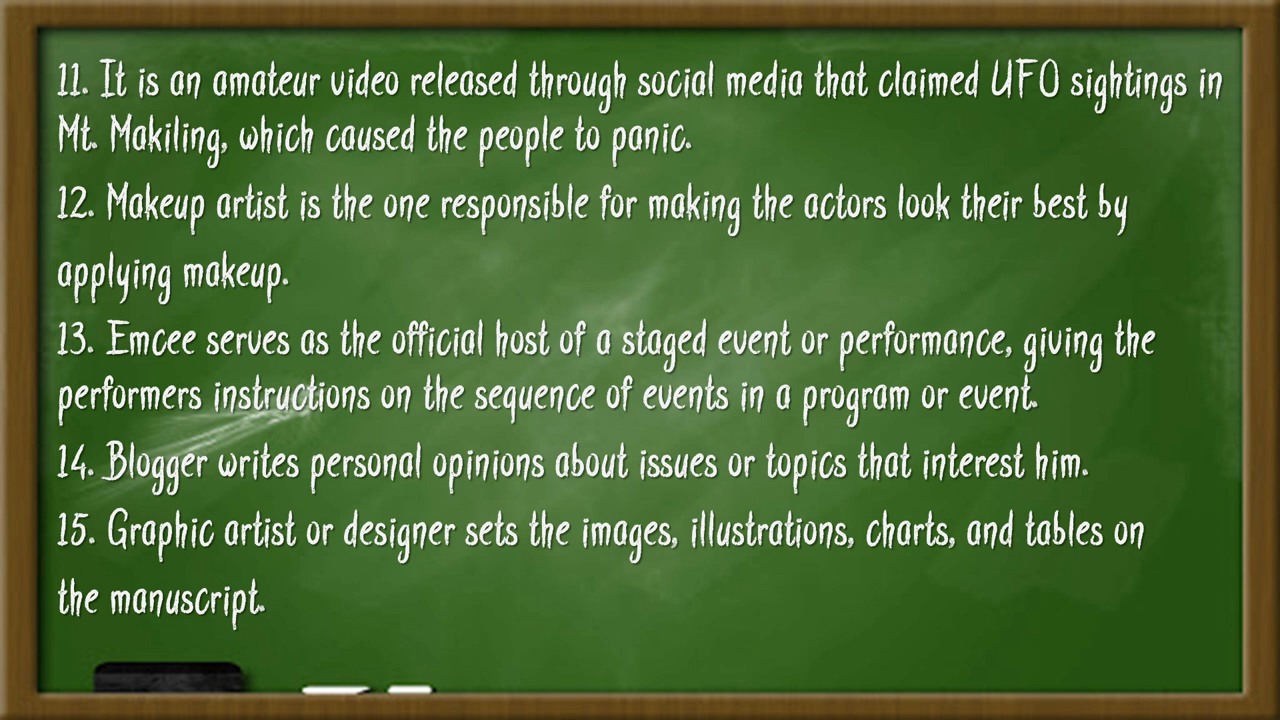 11. It is an amateur video released through social media that claimed UFO sightings in
Mt. Makiling, which caused the people to panic.
12. Makeup artist is the one responsible for making the actors look their best by
applying makeup.
13. Emcee serves as the official host of a staged event or performance, giving the
performers instructions on the sequence of events in a program or event.
14. Blogger writes personal opinions about issues or topics that interest him.
15. Graphic artist or designer sets the images, illustrations, charts, and tables on
the manuscript.